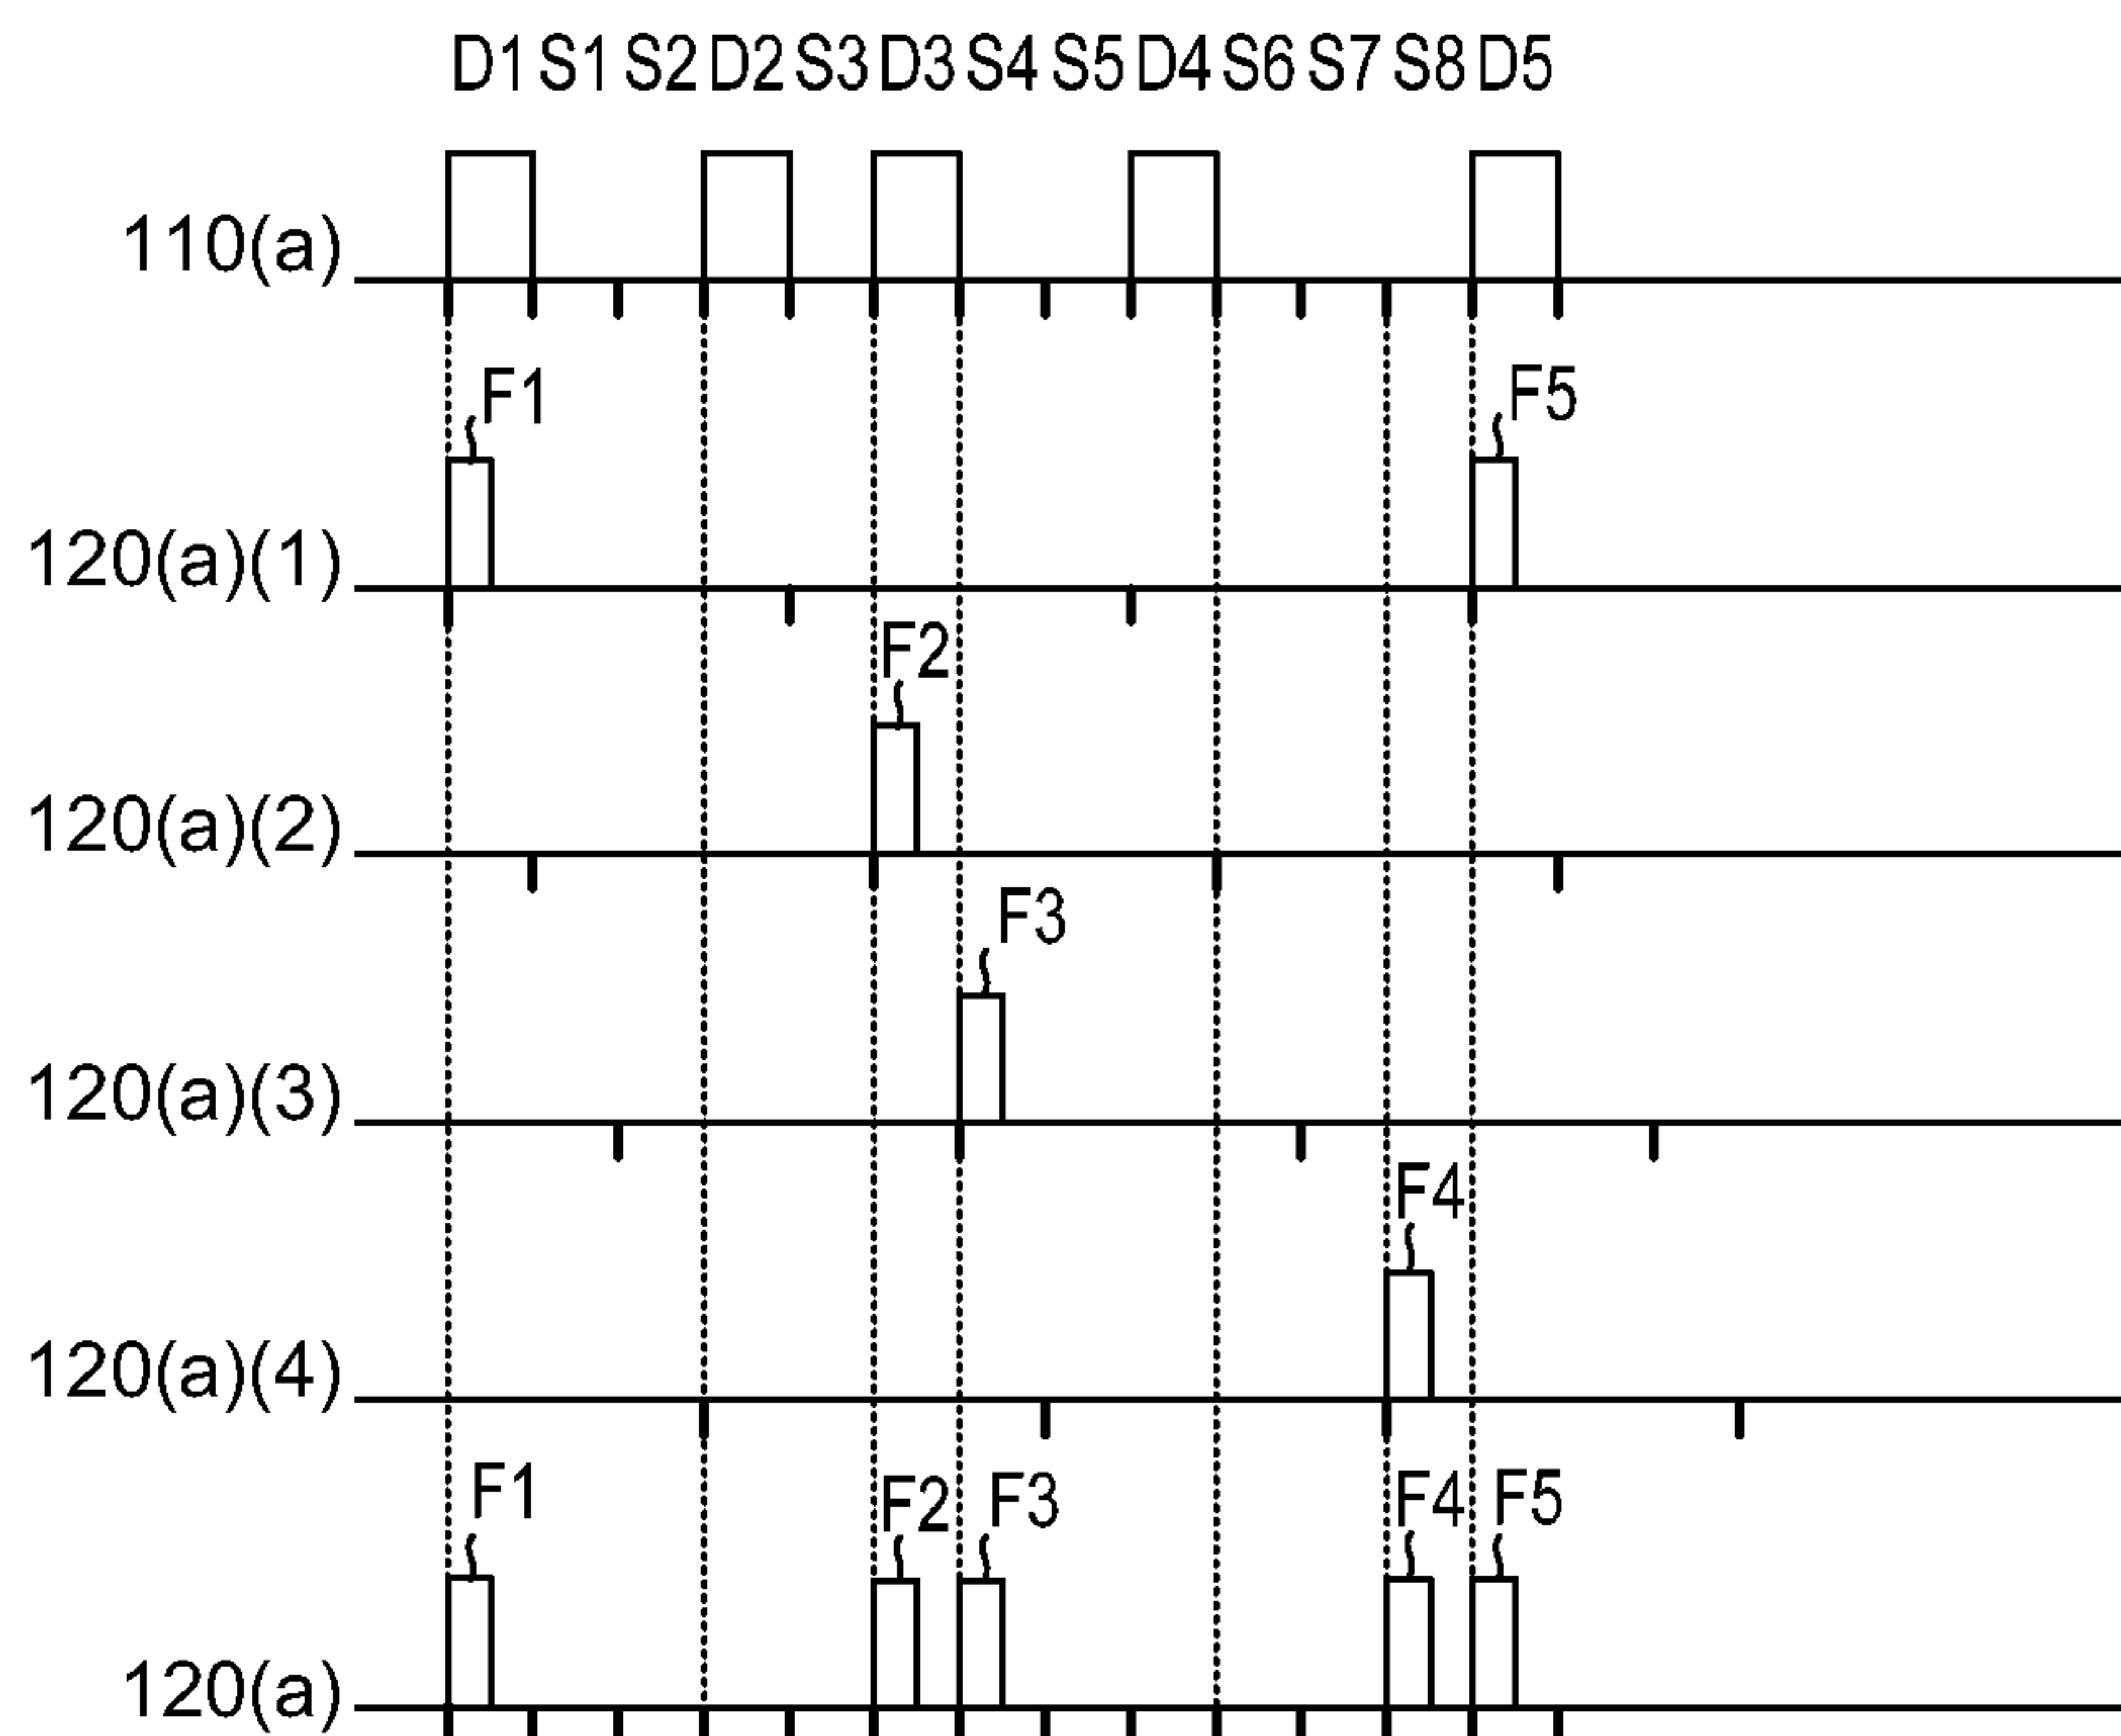 D1 S1 S2 D2 S3 D3 S4 S5 D4 S6 S7 S8 D5
110(a)
F1 F5
120(a)(1)
F2
120(a)(2)
F3
120(a)(3)
F4
120(a)(4)
F1 F2 F3 F4 F5
120(a)